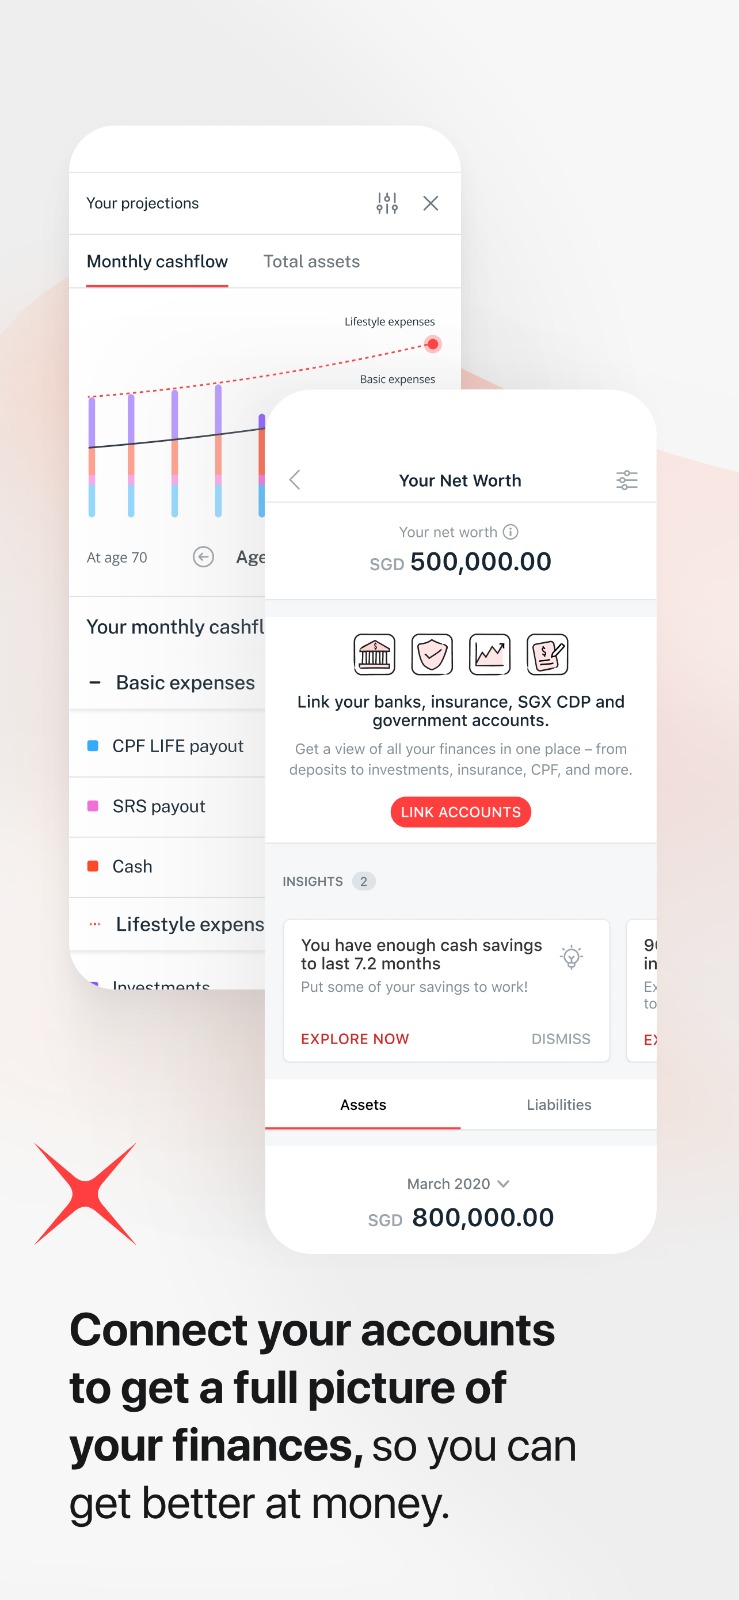 Your projections
Monthly cashflow
Total assets
Lifestyle expenses
Basic expenses
At age 70
Age
Your monthly cashfl
Basic expenses
CPF LIFE payout
SRS payout
Cash
Lifestyle expens
Investments
Your Net Worth
Your net worth
SGD 500,000.00
Link your banks, insurance, SGX CDP and
government accounts.
Get a view of all your finances in one place – from
deposits to investments, insurance, CPF, and more.
LINK ACCOUNTS
INSIGHTS 2
You have enough cash savings
to last 7.2 months
Put some of your savings to work!
EXPLORE NOW
DISMISS
Assets
Liabilities
March 2020
SGD 800,000.00
Connect your accounts
to get a full picture of
your finances, so you can
get better at money.